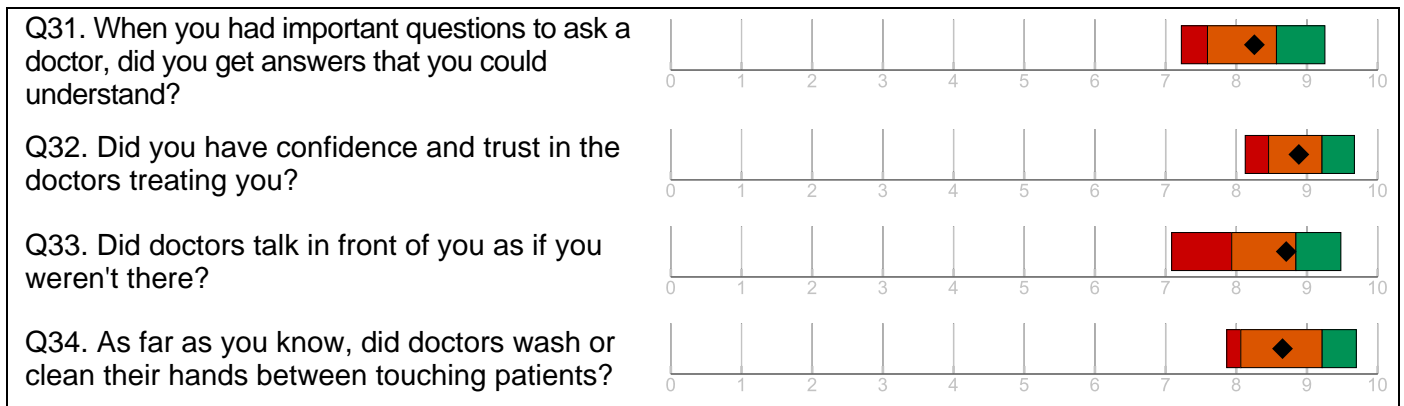 Q31. When you had important questions to ask a
doctor, did you get answers that you could
understand?
0 1 2 3 4 5 6 7 8 9 10
Q32. Did you have confidence and trust in the
doctors treating you?
0 1 2 3 4 5 6 7 8 9 10
Q33. Did doctors talk in front of you as if you
weren't there?
0 1 2 3 4 5 6 7 8 9 10
Q34. As far as you know, did doctors wash or
clean their hands between touching patients?
0 1 2 3 4 5 6 7 8 9 10